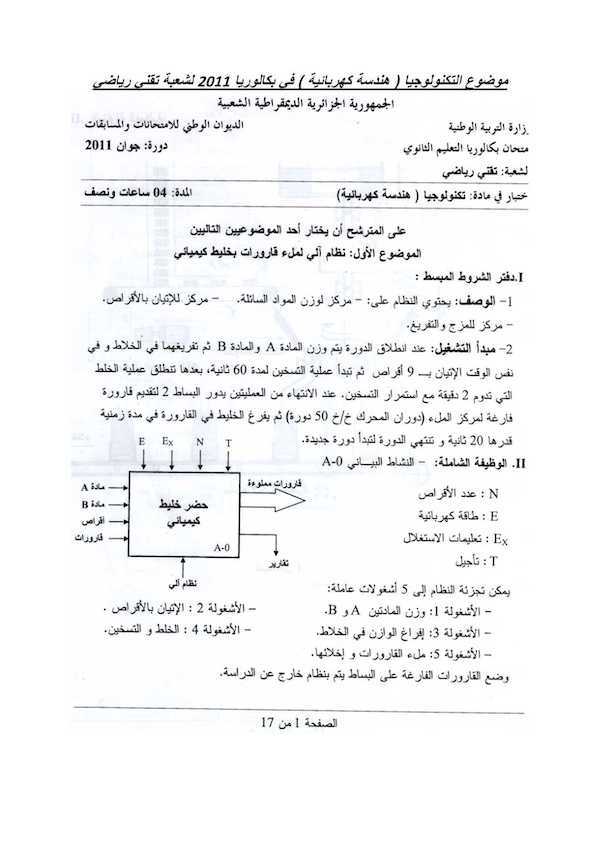 موضوع التكنولوجيا ( هندسة كهربائية ) في بكالوريا 2011 لشعبة تقني رياضي
الجمهورية الجزائرية الديمقراطية الشعبية
وزارة التربية الوطنية
الديوان الوطني للامتحانات والمسابقات
امتحان بكالوريا التعليم الثانوي
دورة: جوان 2011
لشعبة: تقني رياضي
ختبار في مادة: تكنولوجيا ( هندسة كهربائية)
المدة: 04 ساعات ونصف
على المترشح أن يختار أحد الموضوعين التاليين
الموضوع الأول: نظام آلي لملء قارورات بخليط كيميائي
I.دفتر الشروط المبسط :
1– الوصف: يحتوي النظام على: – مركز لوزن المواد السائلة. – مركز للإتيان بالأقراص.
– مركز للمزج والتفريغ.
2– مبدأ التشغيل: عند انطلاق الدورة يتم وزن المادة A والمادة B ثم تفريغهما في الخلاط و في
نفس الوقت الإتيان بـــ 9 أقراص ثم تبدأ عملية التسخين لمدة 60 ثانية، بعدها تنطلق عملية الخلط
التي تدوم 2 دقيقة مع استمرار التسخين. عند الانتهاء من العمليتين يدور البساط 2 لتقديم قارورة
فارغة لمركز الملء (دوران المحرك خ/خ 50 دورة) ثم يفرغ الخليط في القارورة في مدة زمنية
قدرها 20 ثانية و تنتهي الدورة لتبدأ دورة جديدة.
II. الوظيفة الشاملة: – النشاط البيـــاني A-0
E Ex N T
مادة A
مادة B
أقراص
قارورات
حضر خليط
كيميائي
A-0
قارورات مملوءة
تقارير
نظام آلي
N : عدد الأقراص
E : طاقة كهربائية
Ex : تعليمات الاستغلال
T : تأجيل
يمكن تجزئة النظام إلى 5 أشغولات عاملة:
– الأشغولة 1: وزن المادتين A و B.
– الأشغولة 2 : الإتيان بالأقراص .
– الأشغولة 3: إفراغ الوازن في الخلاط.
– الأشغولة 4 : الخلط و التسخين.
– الأشغولة 5: ملء القارورات و إخلائها.
وضع القارورات الفارغة على البساط يتم بنظام خارج عن الدراسة.
الصفحة 1 من 17